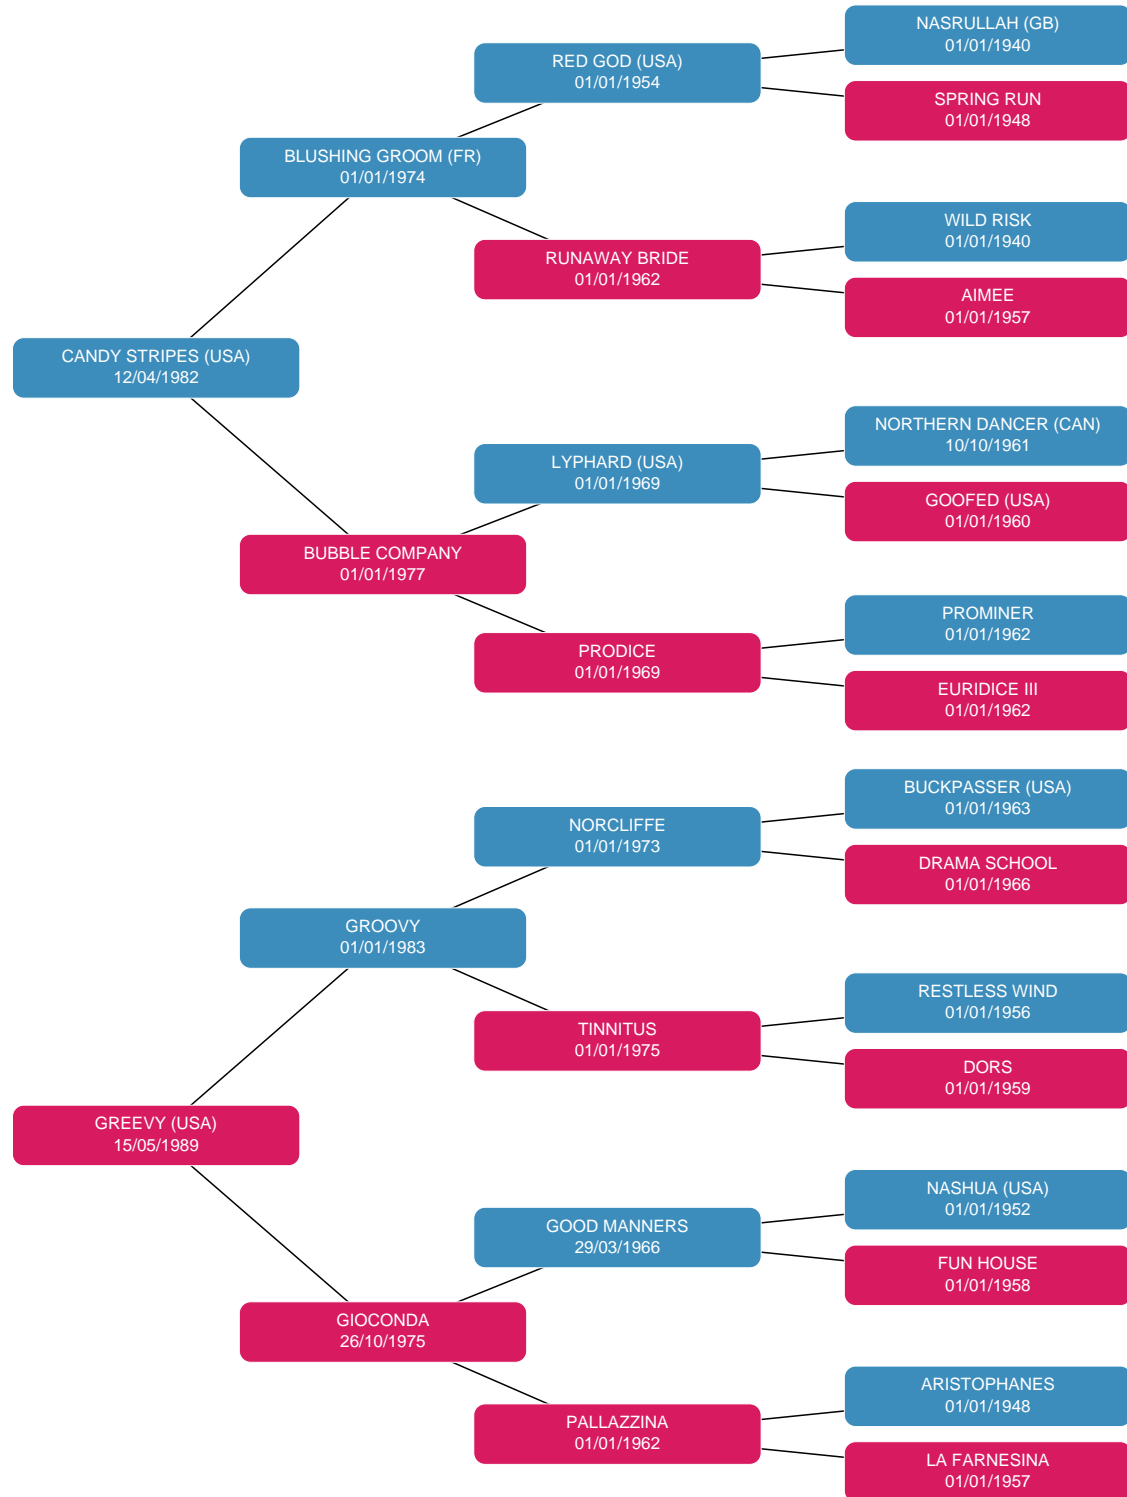 NASRULLAH (GB)
01/01/1940
RED GOD (USA)
01/01/1954
SPRING RUN
01/01/1948
BLUSHING GROOM (FR)
01/01/1974
WILD RISK
01/01/1940
RUNAWAY BRIDE
01/01/1962
AIMEE
01/01/1957
CANDY STRIPES (USA)
12/04/1982
NORTHERN DANCER (CAN)
10/10/1961
LYPHARD (USA)
01/01/1969
GOOFED (USA)
01/01/1960
BUBBLE COMPANY
01/01/1977
PROMINER
01/01/1962
PRODICE
01/01/1969
EURIDICE III
01/01/1962
BUCKPASSER (USA)
01/01/1963
NORCLIFFE
01/01/1973
DRAMA SCHOOL
01/01/1966
GROOVY
01/01/1983
RESTLESS WIND
01/01/1956
TINNITUS
01/01/1975
DORS
01/01/1959
GREEVY (USA)
15/05/1989
NASHUA (USA)
01/01/1952
GOOD MANNERS
29/03/1966
FUN HOUSE
01/01/1958
GIOCONDA
26/10/1975
ARISTOPHANES
01/01/1948
PALLAZZINA
01/01/1962
LA FARNESINA
01/01/1957